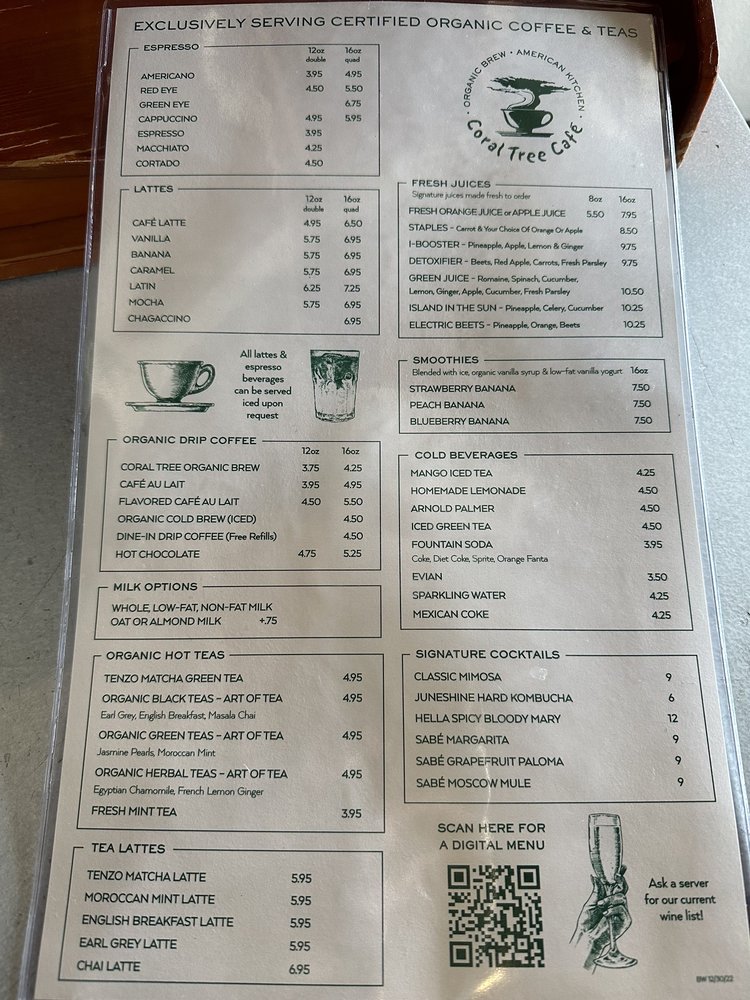 EXCLUSIVELY SERVING CERTIFIED ORGANIC COFFEE & TEAS
ESPRESSO
12oz 16oz
double quad
AMERICANO 3.95 4.95
RED EYE 4.50 5.50
GREEN EYE 6.75
CAPPUCCINO 4.95 5.95
ESPRESSO 3.95
MACCHIATO 4.25
CORTADO 4.50
LATTES
12oz 16oz
double quad
CAFÉ LATTE 4.95 6.50
VANILLA 5.75 6.95
BANANA 5.75 6.95
CARAMEL 5.75 6.95
LATIN 6.25 7.25
MOCHA 5.75 6.95
CHAGACCINO 6.95
All lattes &
espresso
beverages
can be served
iced upon
request
ORGANIC DRIP COFFEE
12oz 16oz
CORAL TREE ORGANIC BREW 3.75 4.25
CAFÉ AU LAIT 3.95 4.95
FLAVORED CAFÉ AU LAIT 4.50 5.50
ORGANIC COLD BREW (ICED) 4.50
DINE-IN DRIP COFFEE (Free Refills) 4.50
HOT CHOCOLATE 4.75 5.25
MILK OPTIONS
WHOLE, LOW-FAT, NON-FAT MILK
OAT OR ALMOND MILK +.75
ORGANIC HOT TEAS
TENZO MATCHA GREEN TEA 4.95
ORGANIC BLACK TEAS - ART OF TEA 4.95
Earl Grey, English Breakfast, Masala Chai
ORGANIC GREEN TEAS - ART OF TEA 4.95
Jasmine Pearls, Moroccan Mint
ORGANIC HERBAL TEAS - ART OF TEA 4.95
Egyptian Chamomile, French Lemon Ginger
FRESH MINT TEA 3.95
TEA LATTES
TENZO MATCHA LATTE 5.95
MOROCCAN MINT LATTE 5.95
ENGLISH BREAKFAST LATTE 5.95
EARL GREY LATTE 5.95
CHAI LATTE 6.95
ORGANIC BREW • AMERICAN KITCHEN
Coral Tree Café
FRESH JUICES
Signature juices made fresh to order 8oz 16oz
FRESH ORANGE JUICE or APPLE JUICE 5.50 7.95
STAPLES - Carrot & Your Choice Of Orange Or Apple 8.50
I-BOOSTER - Pineapple, Apple, Lemon & Ginger 9.75
DETOXIFIER - Beets, Red Apple, Carrots, Fresh Parsley 9.75
GREEN JUICE - Romaine, Spinach, Cucumber,
Lemon, Ginger, Apple, Cucumber, Fresh Parsley 10.50
ISLAND IN THE SUN - Pineapple, Celery, Cucumber 10.25
ELECTRIC BEETS - Pineapple, Orange, Beets 10.25
SMOOTHIES
Blended with ice, organic vanilla syrup & low-fat vanilla yogurt 16oz
STRAWBERRY BANANA 7.50
PEACH BANANA 7.50
BLUEBERRY BANANA 7.50
COLD BEVERAGES
MANGO ICED TEA 4.25
HOMEMADE LEMONADE 4.50
ARNOLD PALMER 4.50
ICED GREEN TEA 4.50
FOUNTAIN SODA 3.95
Coke, Diet Coke, Sprite, Orange Fanta
EVIAN 3.50
SPARKLING WATER 4.25
MEXICAN COKE 4.25
SIGNATURE COCKTAILS
CLASSIC MIMOSA 9
JUNESHINE HARD KOMBUCHA 6
HELLA SPICY BLOODY MARY 12
SABÉ MARGARITA 9
SABÉ GRAPEFRUIT PALOMA 9
SABÉ MOSCOW MULE 9
SCAN HERE FOR
A DIGITAL MENU
Ask a server
for our current
wine list!
BW 12/30/22